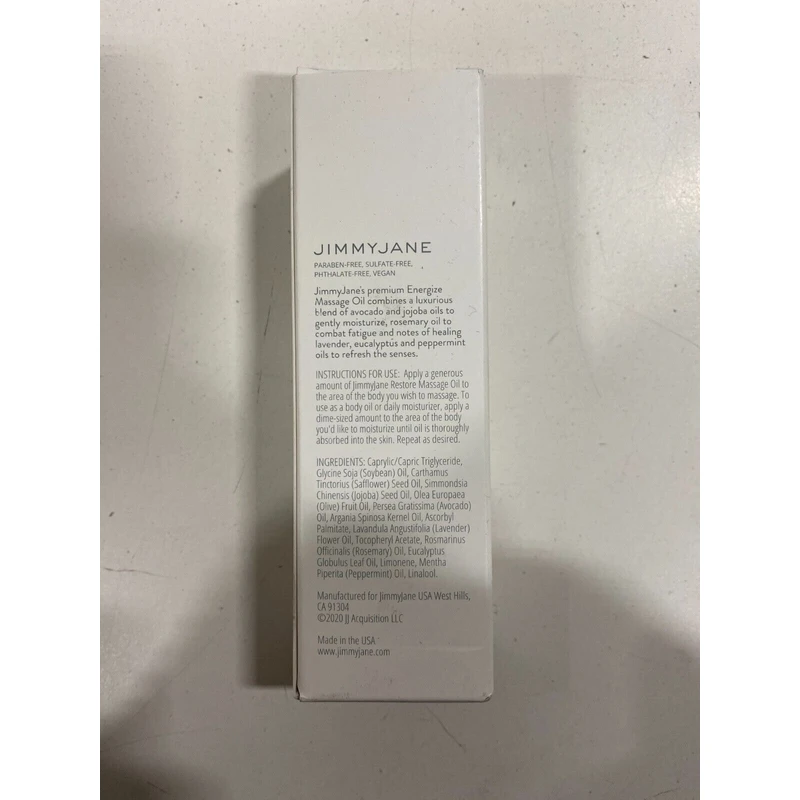 JIMMYJANE
PARABEN-FREE, SULFATE-FREE,
PHTHALATE-FREE, VEGAN
JimmyJane's premium Energize
Massage Oil combines a luxurious
blend of avocado and jojoba oils to
gently moisturize, rosemary oil to
combat fatigue and notes of healing
lavender, eucalyptus and peppermint
oils to refresh the senses.
INSTRUCTIONS FOR USE: Apply a generous
amount of JimmyJane Restore Massage Oil to
the area of the body you wish to massage. To
use as a body oil or daily moisturizer, apply a
dime-sized amount to the area of the body
you'd like to moisturize until oil is thoroughly
absorbed into the skin. Repeat as desired.
INGREDIENTS: Caprylic/Capric Triglyceride,
Glycine Soja (Soybean) Oil, Carthamus
Tinctorius (Safflower) Seed Oil, Simmondsia
Chinensis (Jojoba) Seed Oil, Olea Europaea
(Olive) Fruit Oil, Persea Gratissima (Avocado)
Oil, Argania Spinosa Kernel Oil, Ascorbyl
Palmitate, Lavandula Angustifolia (Lavender)
Flower Oil, Tocopheryl Acetate, Rosmarinus
Officinalis (Rosemary) Oil, Eucalyptus
Globulus Leaf Oil, Limonene, Mentha
Piperita (Peppermint) Oil, Linalool.
Manufactured for JimmyJane USA West Hills,
CA 91304
©2020 JJ Acquisition LLC
Made in the USA
www.jimmyjane.com